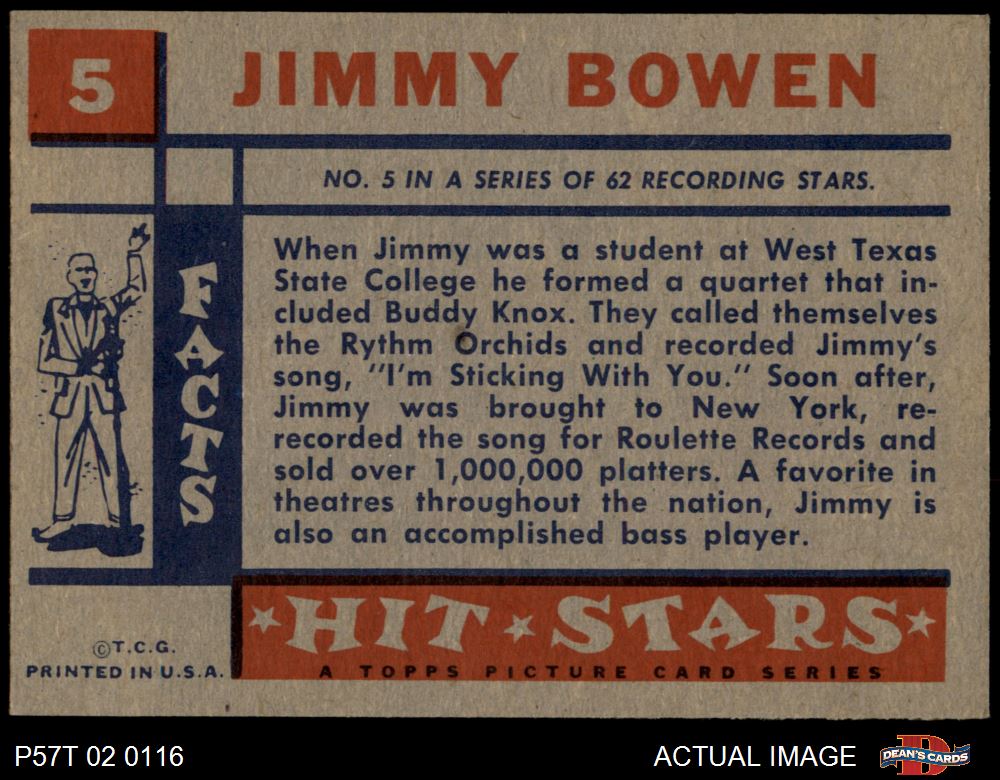 5
JIMMY BOWEN
NO. 5 IN A SERIES OF 62 RECORDING STARS.
FACTS
When Jimmy was a student at West Texas
State College he formed a quartet that in-
cluded Buddy Knox. They called themselves
the Rythm Orchids and recorded Jimmy's
song, "I'm Sticking With You." Soon after,
Jimmy was brought to New York, re-
recorded the song for Roulette Records and
sold over 1,000,000 platters. A favorite in
theatres throughout the nation, Jimmy is
also an accomplished bass player.
©T.C.G.
PRINTED IN U.S.A.
HIT STARS
A TOPPS PICTURE CARD SERIES
P57T 02 0116
ACTUAL IMAGE
D
DEAN'S CARDS